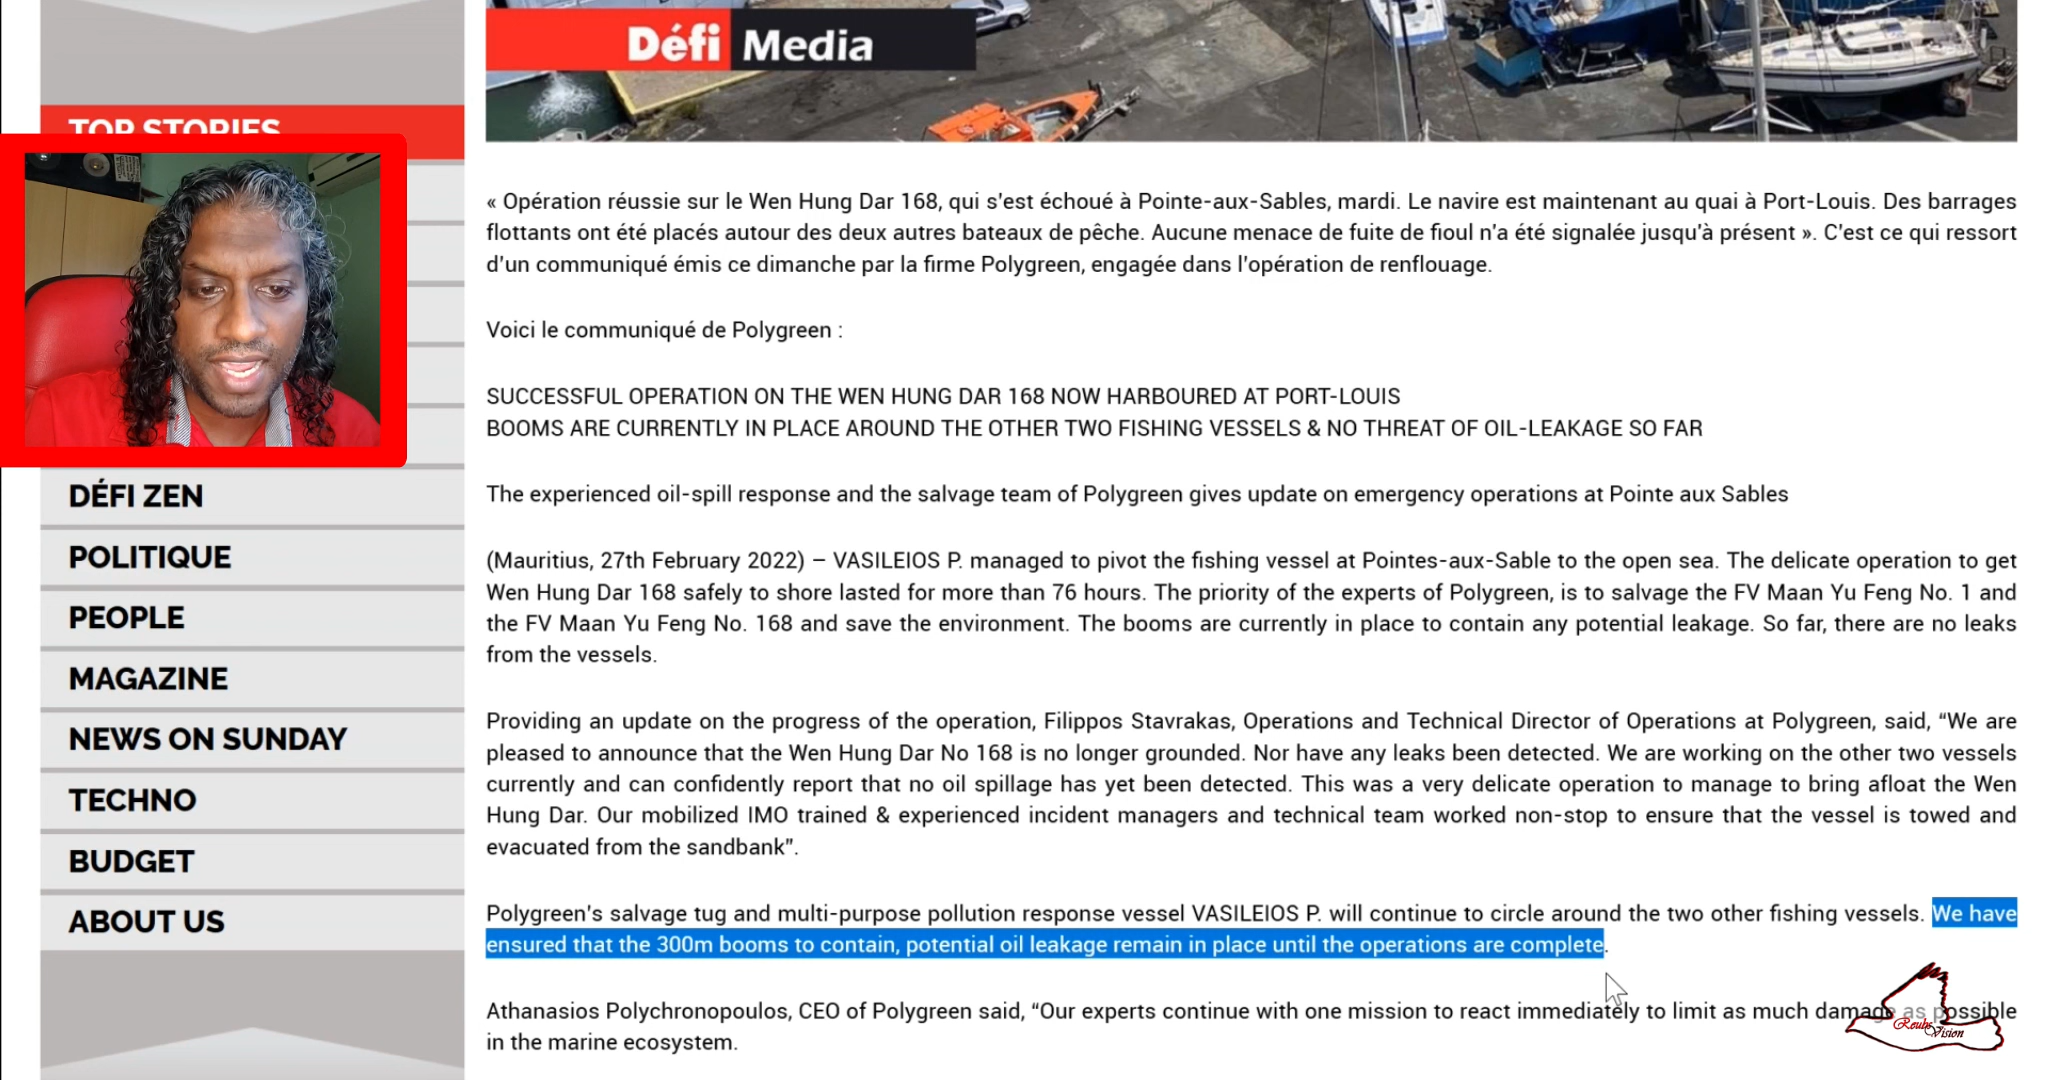 Défi Media
TOP STORIES
DÉFI ZEN
POLITIQUE
PEOPLE
MAGAZINE
NEWS ON SUNDAY
TECHNO
BUDGET
ABOUT US
« Opération réussie sur le Wen Hung Dar 168, qui s'est échoué à Pointe-aux-Sables, mardi. Le navire est maintenant au quai à Port-Louis. Des barrages
flottants ont été placés autour des deux autres bateaux de pêche. Aucune menace de fuite de fioul n'a été signalée jusqu'à présent ». C'est ce qui ressort
d'un communiqué émis ce dimanche par la firme Polygreen, engagée dans l'opération de renflouage.
Voici le communiqué de Polygreen :
SUCCESSFUL OPERATION ON THE WEN HUNG DAR 168 NOW HARBOURED AT PORT-LOUIS
BOOMS ARE CURRENTLY IN PLACE AROUND THE OTHER TWO FISHING VESSELS & NO THREAT OF OIL-LEAKAGE SO FAR
The experienced oil-spill response and the salvage team of Polygreen gives update on emergency operations at Pointe aux Sables
(Mauritius, 27th February 2022) – VASILEIOS P. managed to pivot the fishing vessel at Pointes-aux-Sable to the open sea. The delicate operation to get
Wen Hung Dar 168 safely to shore lasted for more than 76 hours. The priority of the experts of Polygreen, is to salvage the FV Maan Yu Feng No. 1 and
the FV Maan Yu Feng No. 168 and save the environment. The booms are currently in place to contain any potential leakage. So far, there are no leaks
from the vessels.
Providing an update on the progress of the operation, Filippos Stavrakas, Operations and Technical Director of Operations at Polygreen, said, “We are
pleased to announce that the Wen Hung Dar No 168 is no longer grounded. Nor have any leaks been detected. We are working on the other two vessels
currently and can confidently report that no oil spillage has yet been detected. This was a very delicate operation to manage to bring afloat the Wen
Hung Dar. Our mobilized IMO trained & experienced incident managers and technical team worked non-stop to ensure that the vessel is towed and
evacuated from the sandbank”.
Polygreen's salvage tug and multi-purpose pollution response vessel VASILEIOS P. will continue to circle around the two other fishing vessels. We have
ensured that the 300m booms to contain, potential oil leakage remain in place until the operations are complete.
Athanasios Polychronopoulos, CEO of Polygreen said, “Our experts continue with one mission to react immediately to limit as much damage as possible
in the marine ecosystem.
Reubs Vision